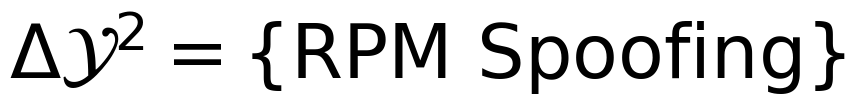 Δ𝒴² = {RPM Spoofing}